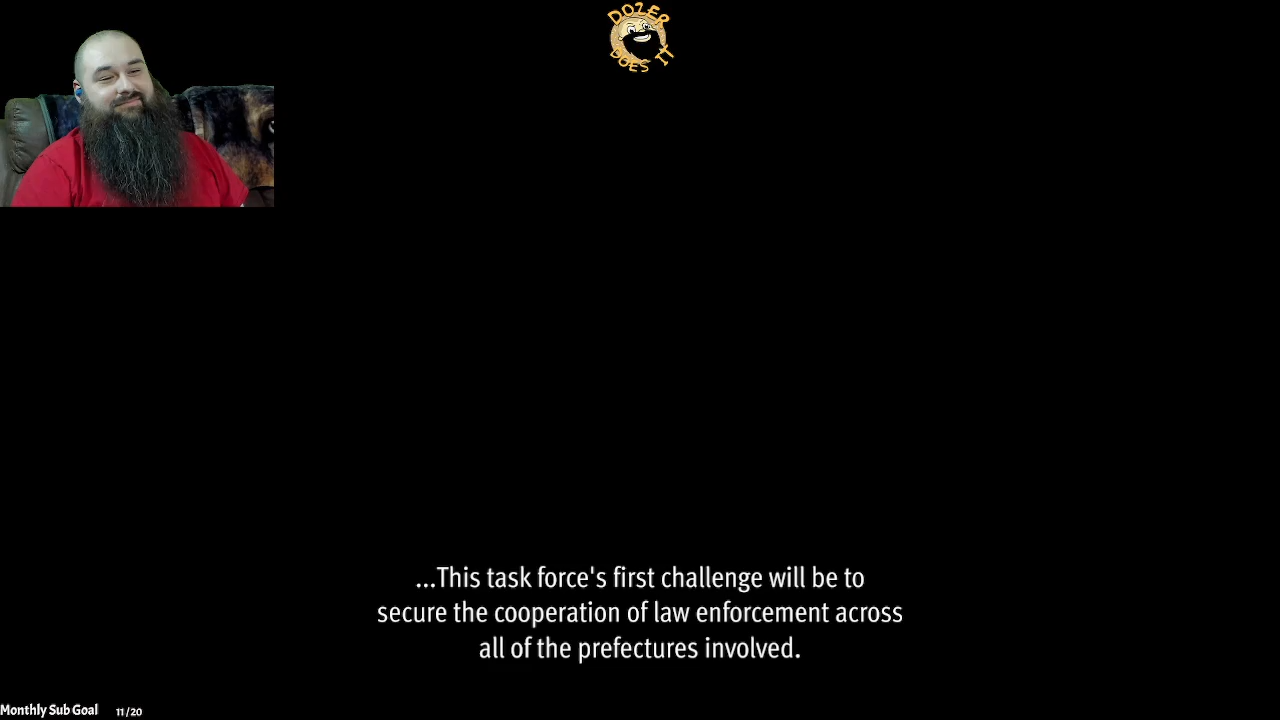 DOZER
DOES IT
...This task force's first challenge will be to
secure the cooperation of law enforcement across
all of the prefectures involved.
Monthly Sub Goal 11/20